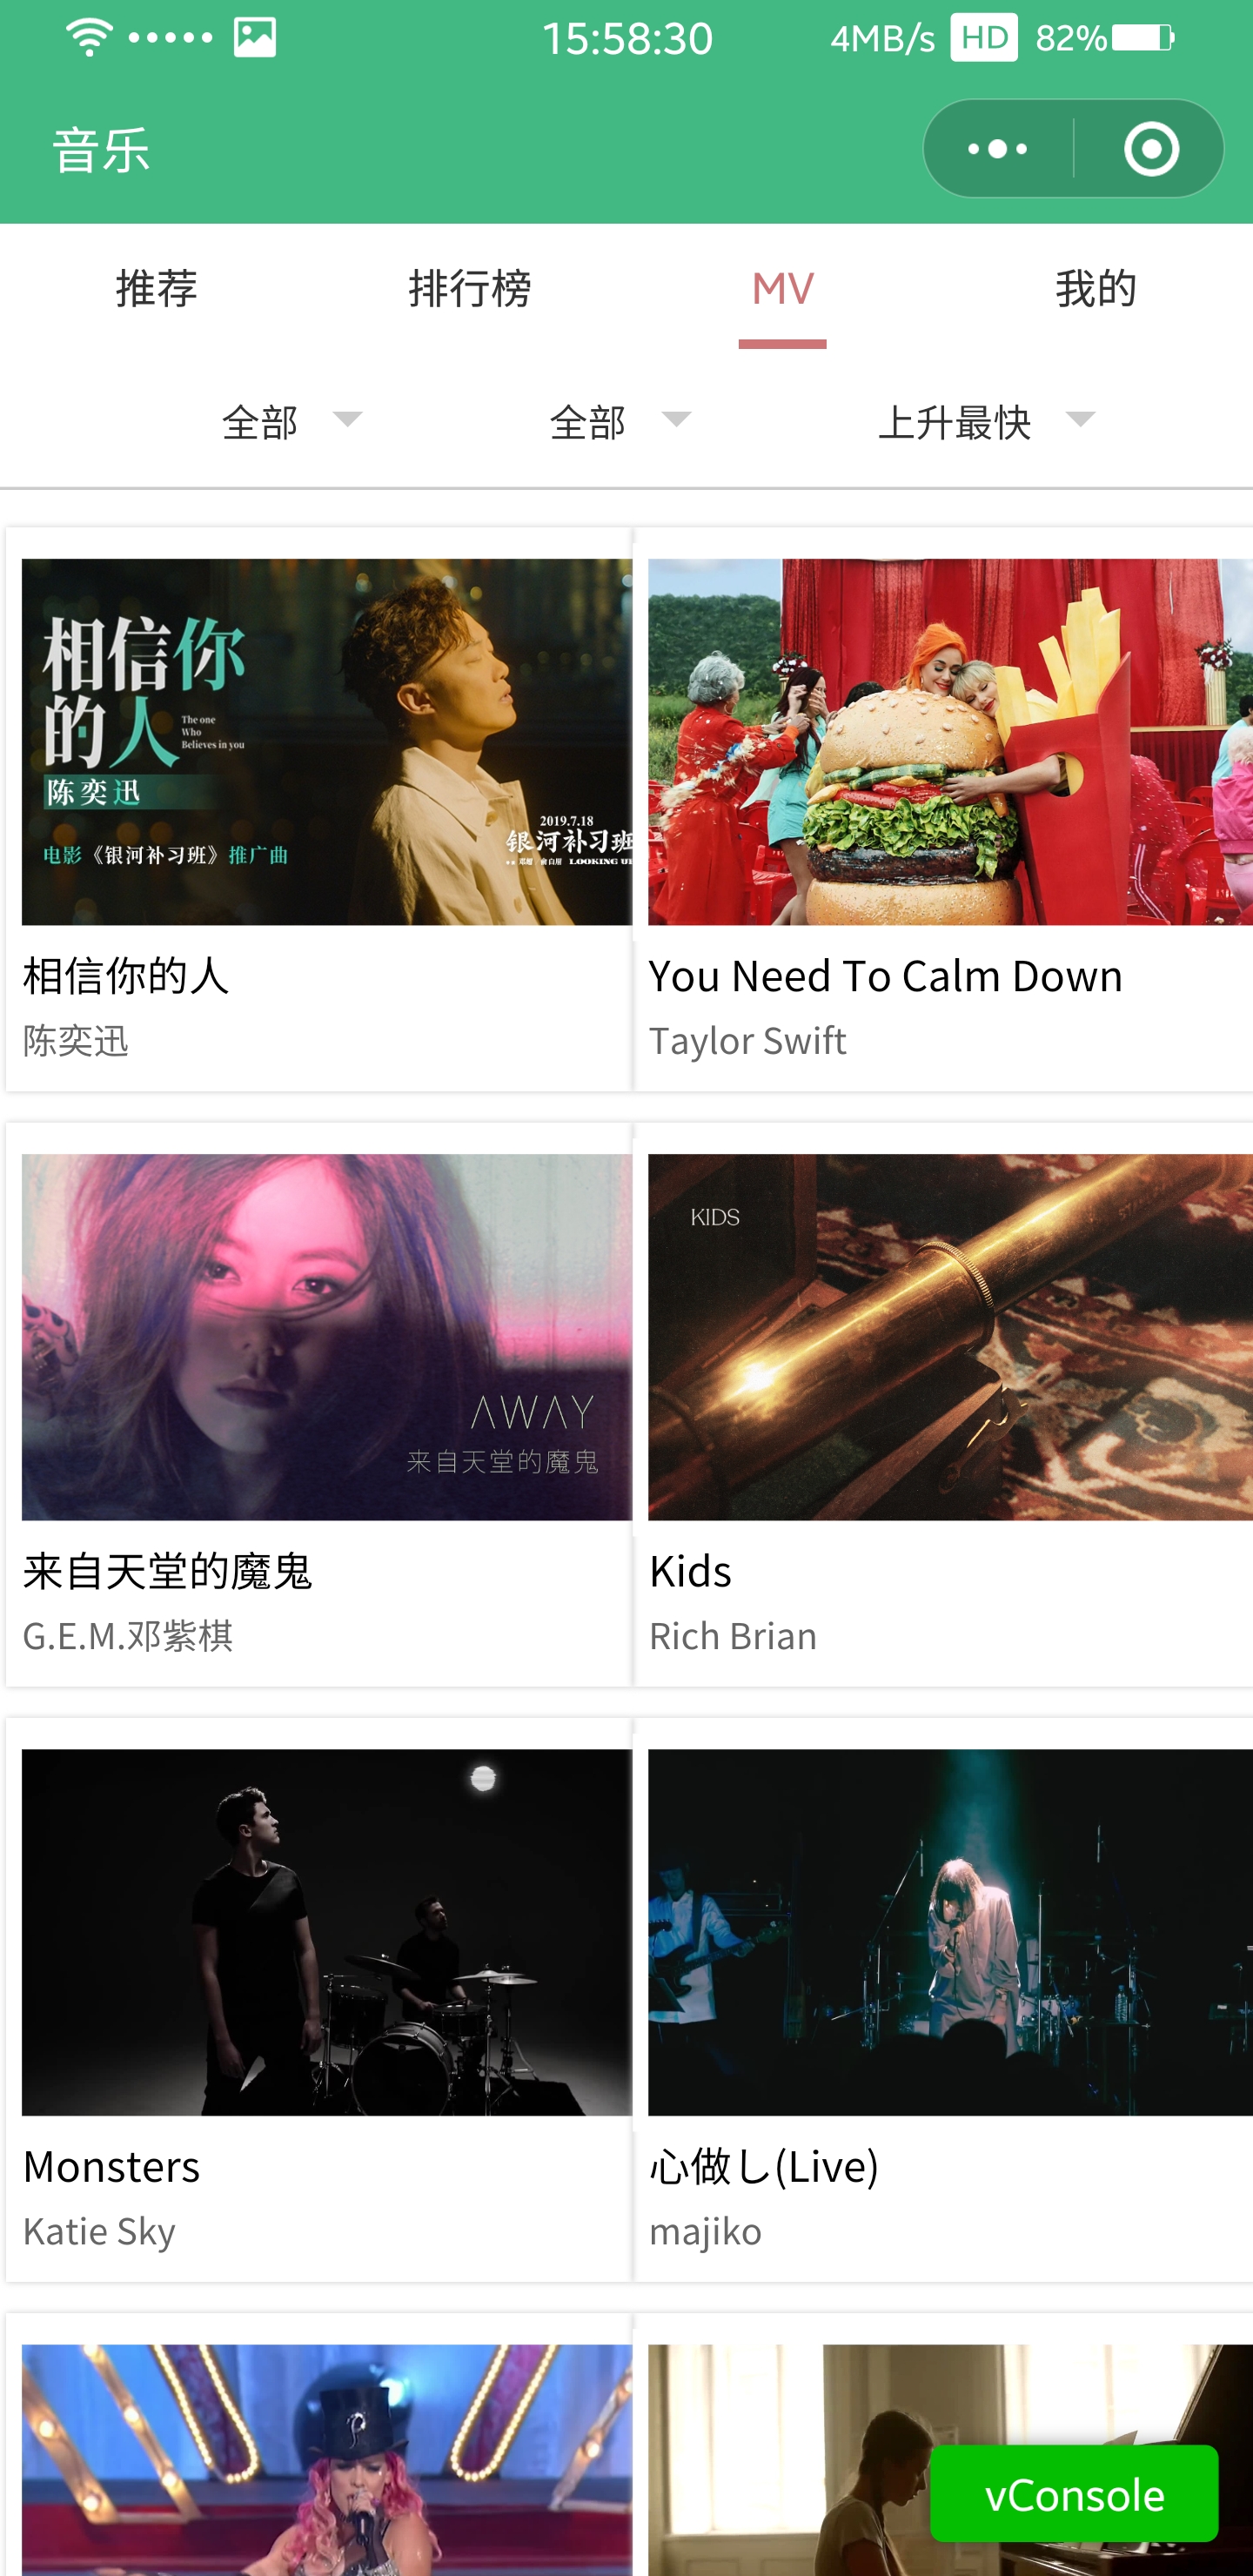 15:58:30 4MB/s HD 82%
音乐
推荐 排行榜 MV 我的
全部 全部 上升最快
相信你
的人
The one
Who
Believes in you
陈奕迅
电影《银河补习班》推广曲
2019.7.18
银河补习班
相信你的人
陈奕迅
You Need To Calm Down
Taylor Swift
AWAY
来自天堂的魔鬼
来自天堂的魔鬼
G.E.M.邓紫棋
KIDS
Kids
Rich Brian
Monsters
Katie Sky
心做し(Live)
majiko
vConsole